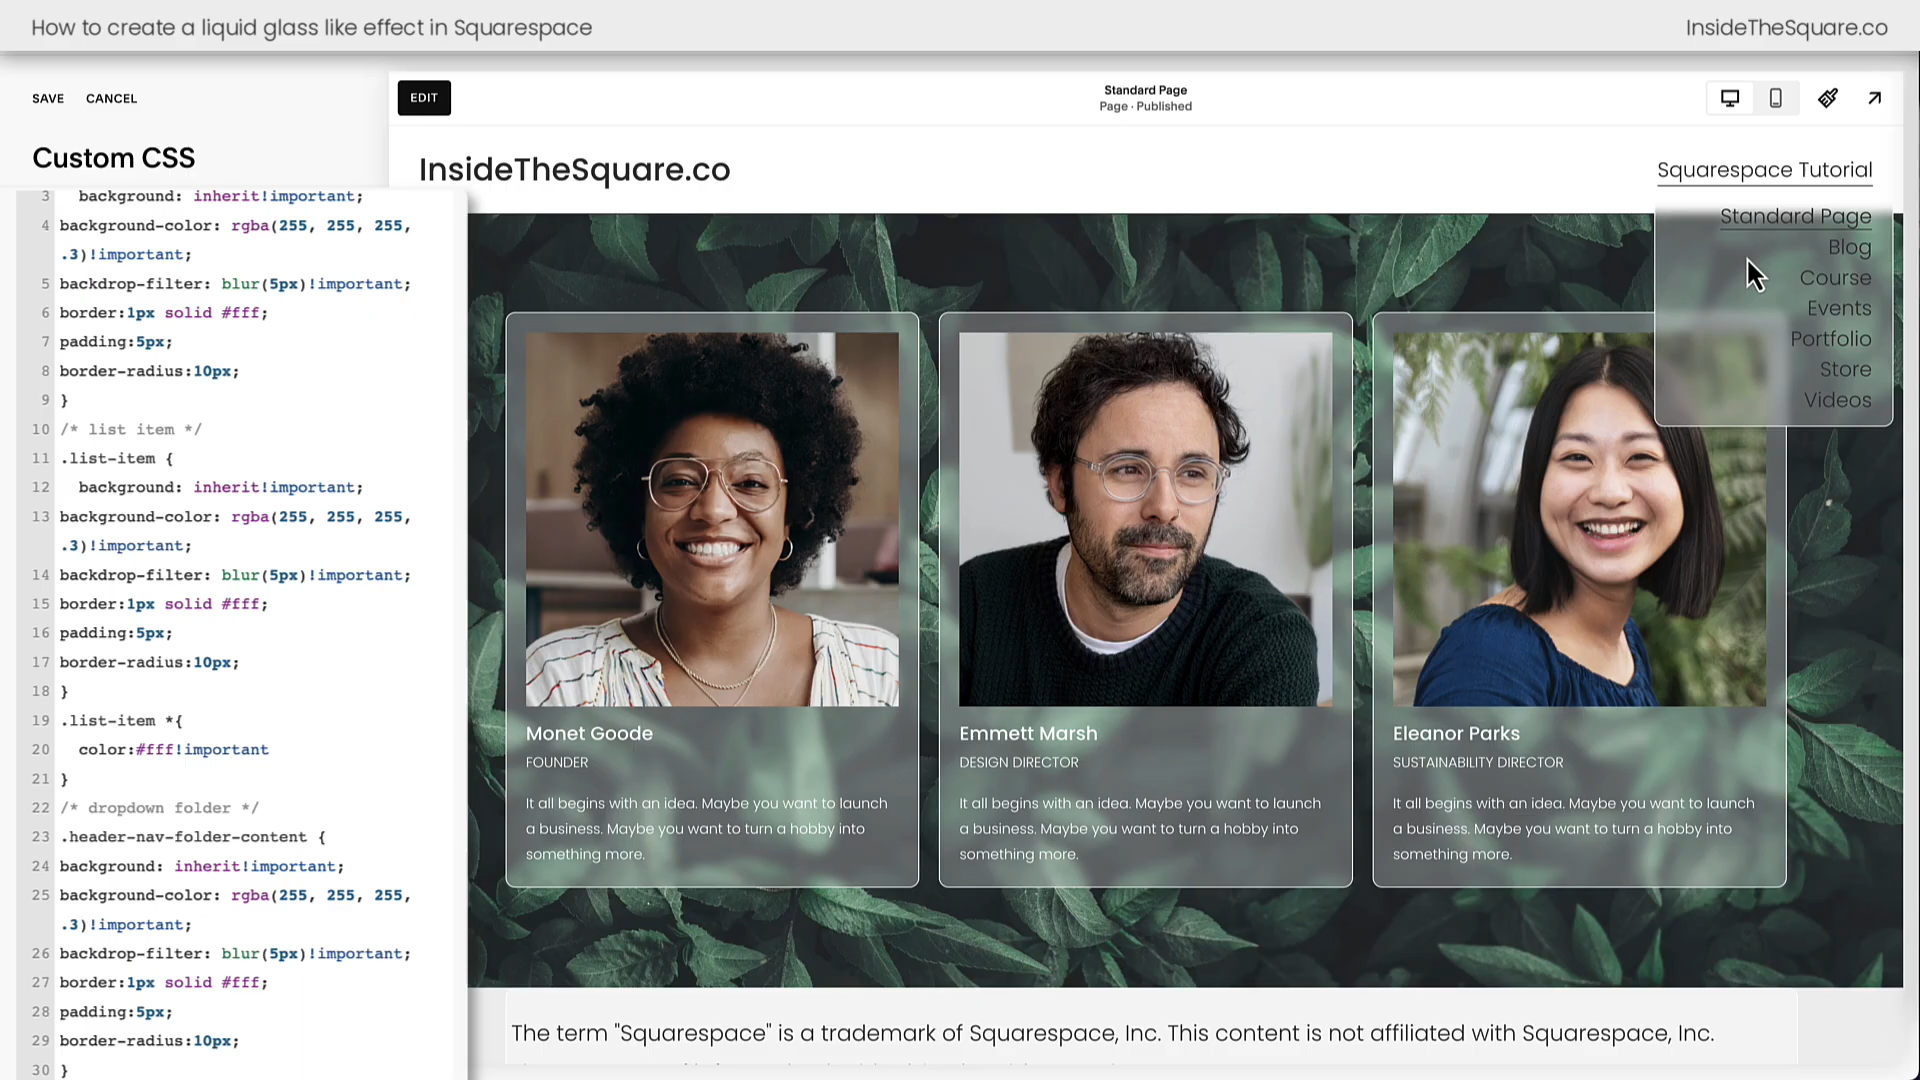 How to create a liquid glass like effect in Squarespace
InsideTheSquare.co
SAVE CANCEL
EDIT
Standard Page
Page · Published
Custom CSS
InsideTheSquare.co
Squarespace Tutorial
Standard Page
Blog
Course
Events
Portfolio
Store
Videos
3 background: inherit!important;
4 background-color: rgba(255, 255, 255,
.3)!important;
5 backdrop-filter: blur(5px)!important;
6 border:1px solid #fff;
7 padding:5px;
8 border-radius:10px;
9 }
10 /* list item */
11 .list-item {
12 background: inherit!important;
13 background-color: rgba(255, 255, 255,
.3)!important;
14 backdrop-filter: blur(5px)!important;
15 border:1px solid #fff;
16 padding:5px;
17 border-radius:10px;
18 }
19 .list-item *{
20 color:#fff!important
21 }
22 /* dropdown folder */
23 .header-nav-folder-content {
24 background: inherit!important;
25 background-color: rgba(255, 255, 255,
.3)!important;
26 backdrop-filter: blur(5px)!important;
27 border:1px solid #fff;
28 padding:5px;
29 border-radius:10px;
30 }
Monet Goode
FOUNDER
It all begins with an idea. Maybe you want to launch
a business. Maybe you want to turn a hobby into
something more.
Emmett Marsh
DESIGN DIRECTOR
It all begins with an idea. Maybe you want to launch
a business. Maybe you want to turn a hobby into
something more.
Eleanor Parks
SUSTAINABILITY DIRECTOR
It all begins with an idea. Maybe you want to launch
a business. Maybe you want to turn a hobby into
something more.
The term "Squarespace" is a trademark of Squarespace, Inc. This content is not affiliated with Squarespace, Inc.